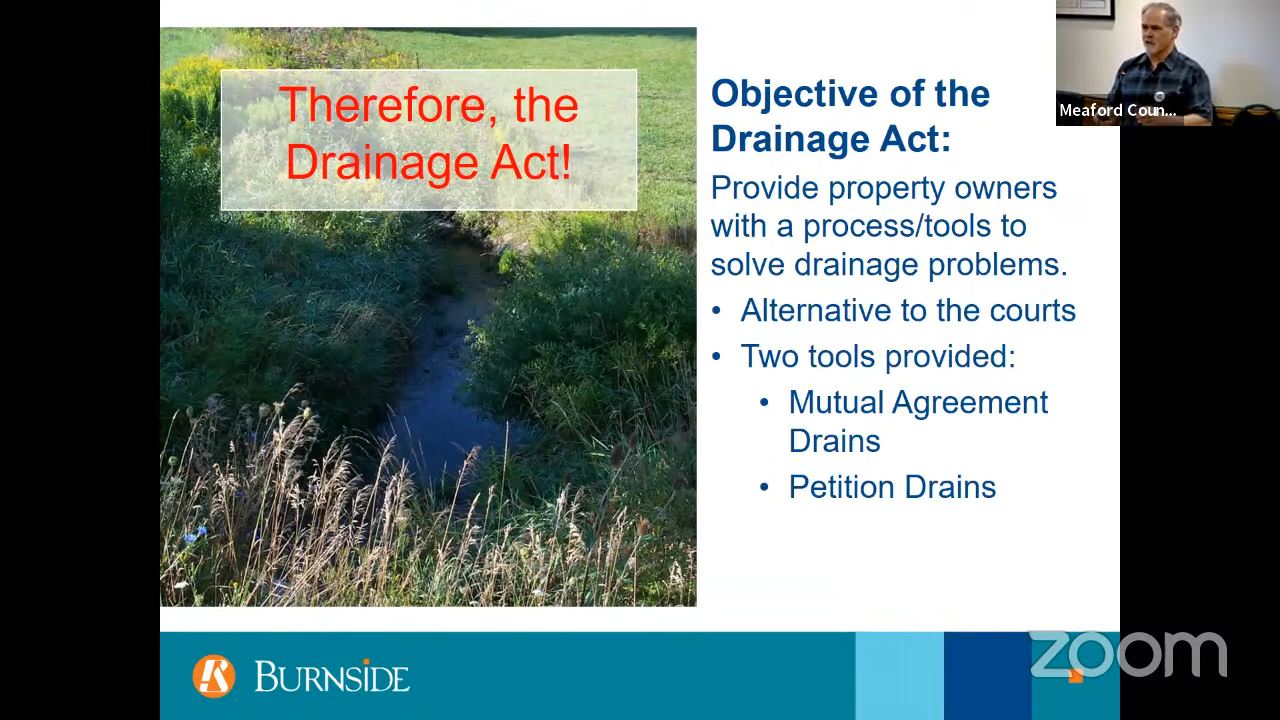 Therefore, the
Drainage Act!
Objective of the
Drainage Act:
Provide property owners
with a process/tools to
solve drainage problems.
• Alternative to the courts
• Two tools provided:
• Mutual Agreement
Drains
• Petition Drains
Meaford Coun...
BURNSIDE
zoom